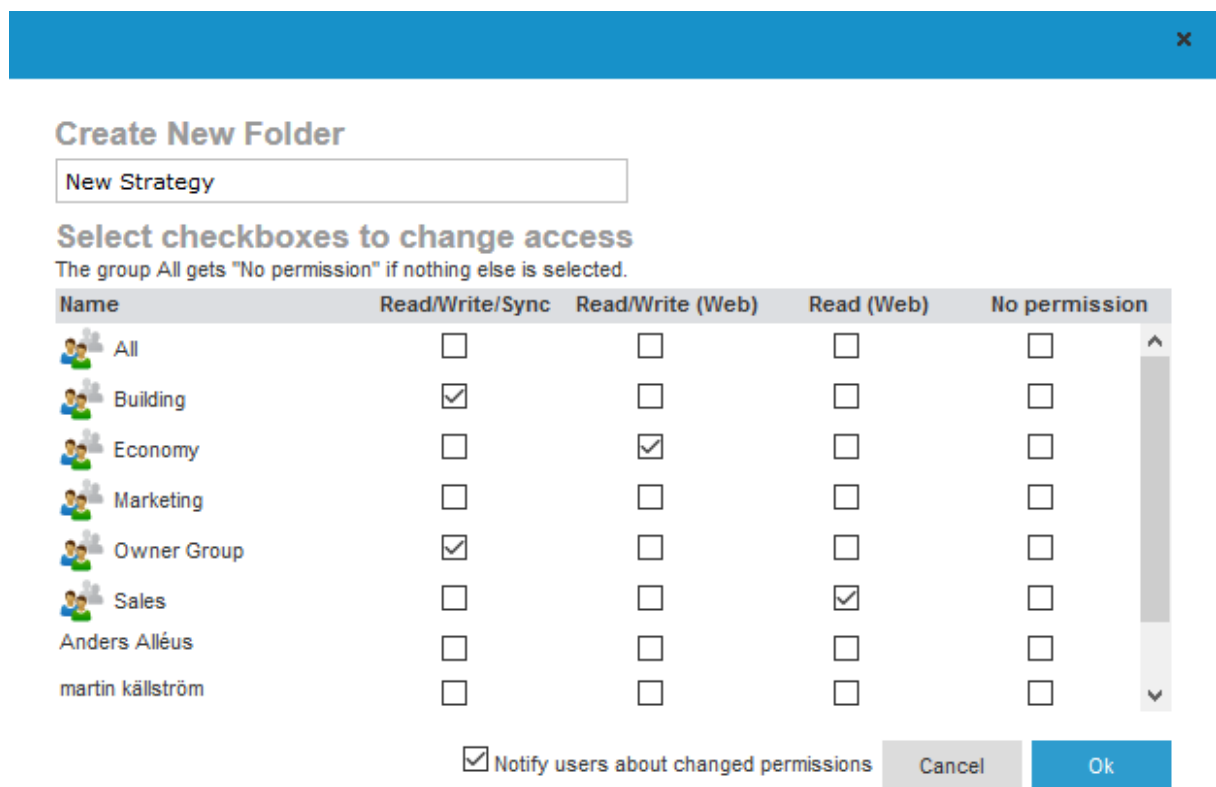 Create New Folder
New Strategy
Select checkboxes to change access
The group All gets "No permission" if nothing else is selected.
Name Read/Write/Sync Read/Write (Web) Read (Web) No permission
All
Building
Economy
Marketing
Owner Group
Sales
Anders Alléus
martin källström
Notify users about changed permissions Cancel Ok